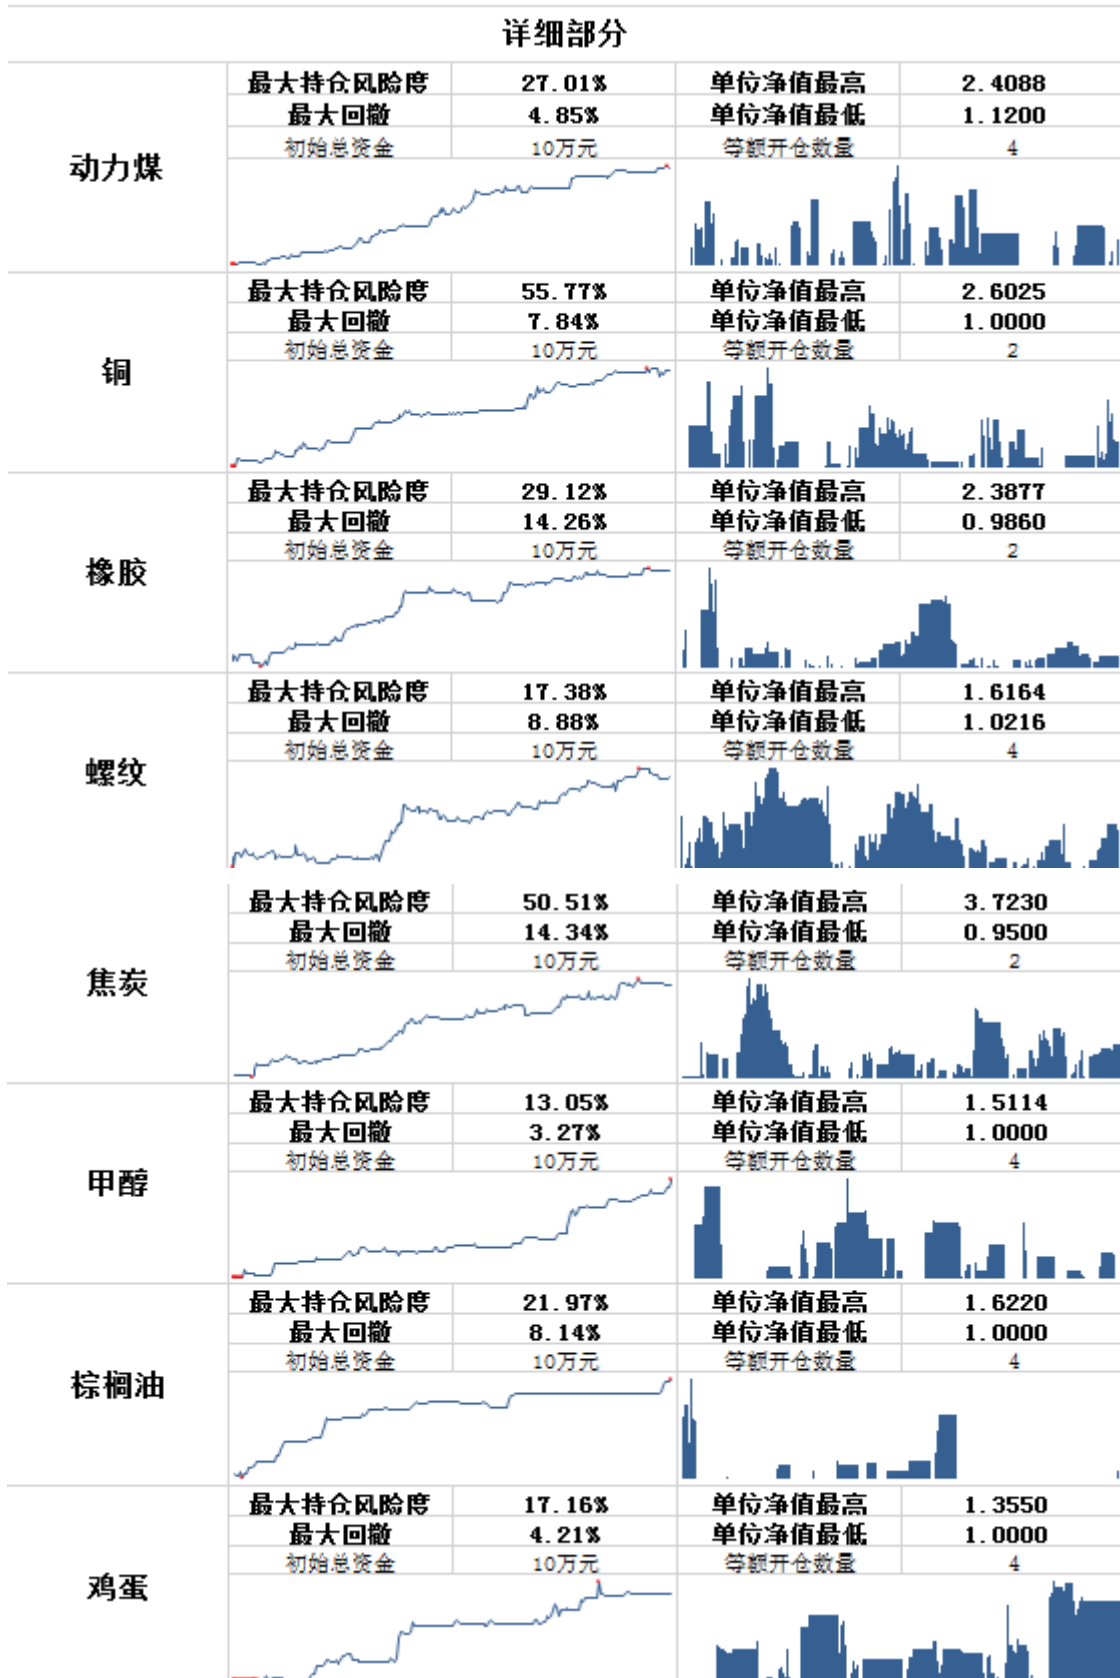 详细部分
动力煤
最大持仓风险度 27.01% 单位净值最高 2.4088
最大回撤 4.85% 单位净值最低 1.1200
初始总资金 10万元 等额开仓数量 4
铜
最大持仓风险度 55.77% 单位净值最高 2.6025
最大回撤 7.84% 单位净值最低 1.0000
初始总资金 10万元 等额开仓数量 2
橡胶
最大持仓风险度 29.12% 单位净值最高 2.3877
最大回撤 14.26% 单位净值最低 0.9860
初始总资金 10万元 等额开仓数量 2
螺纹
最大持仓风险度 17.38% 单位净值最高 1.6164
最大回撤 8.88% 单位净值最低 1.0216
初始总资金 10万元 等额开仓数量 4
焦炭
最大持仓风险度 50.51% 单位净值最高 3.7230
最大回撤 14.34% 单位净值最低 0.9500
初始总资金 10万元 等额开仓数量 2
甲醇
最大持仓风险度 13.05% 单位净值最高 1.5114
最大回撤 3.27% 单位净值最低 1.0000
初始总资金 10万元 等额开仓数量 4
棕榈油
最大持仓风险度 21.97% 单位净值最高 1.6220
最大回撤 8.14% 单位净值最低 1.0000
初始总资金 10万元 等额开仓数量 4
鸡蛋
最大持仓风险度 17.16% 单位净值最高 1.3550
最大回撤 4.21% 单位净值最低 1.0000
初始总资金 10万元 等额开仓数量 4